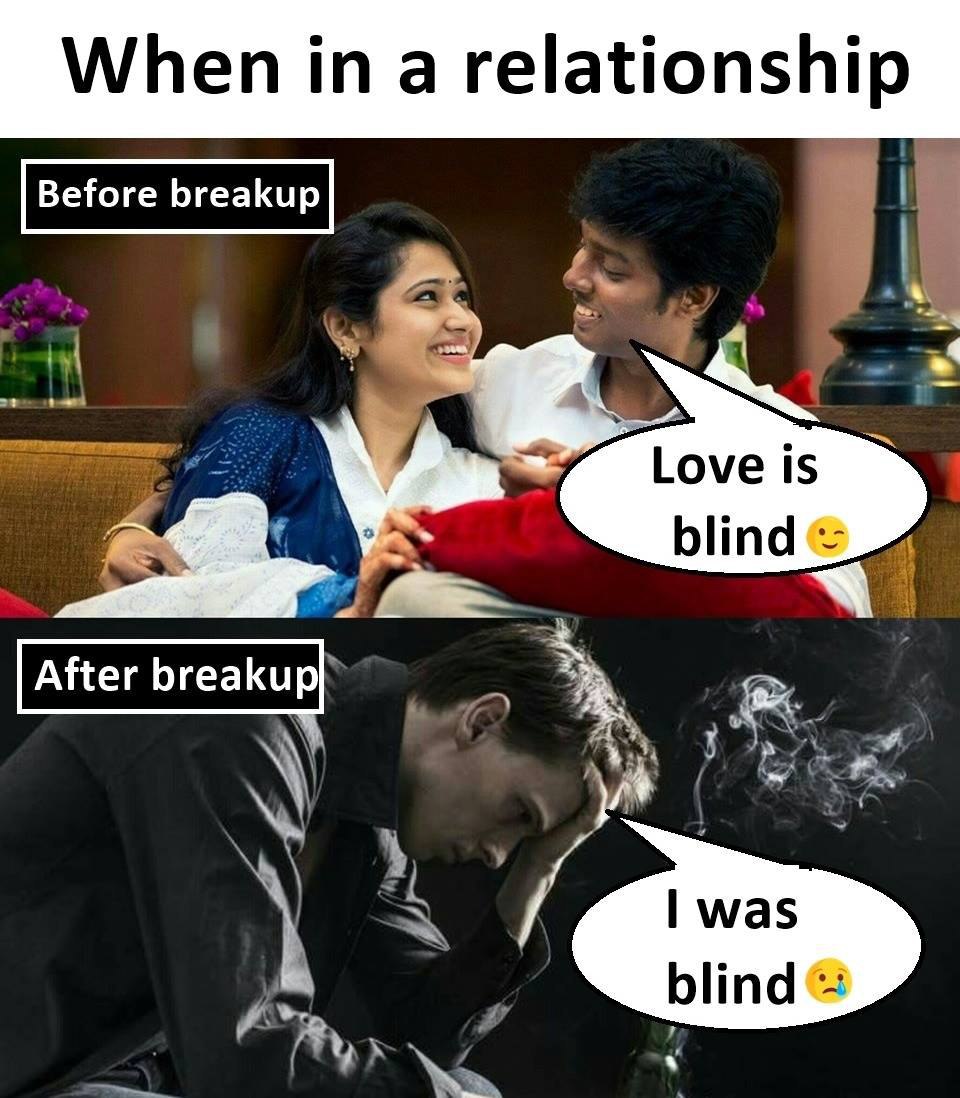 When in a relationship
Before breakup
Love is
blind😉
After breakup
I was
blind😢